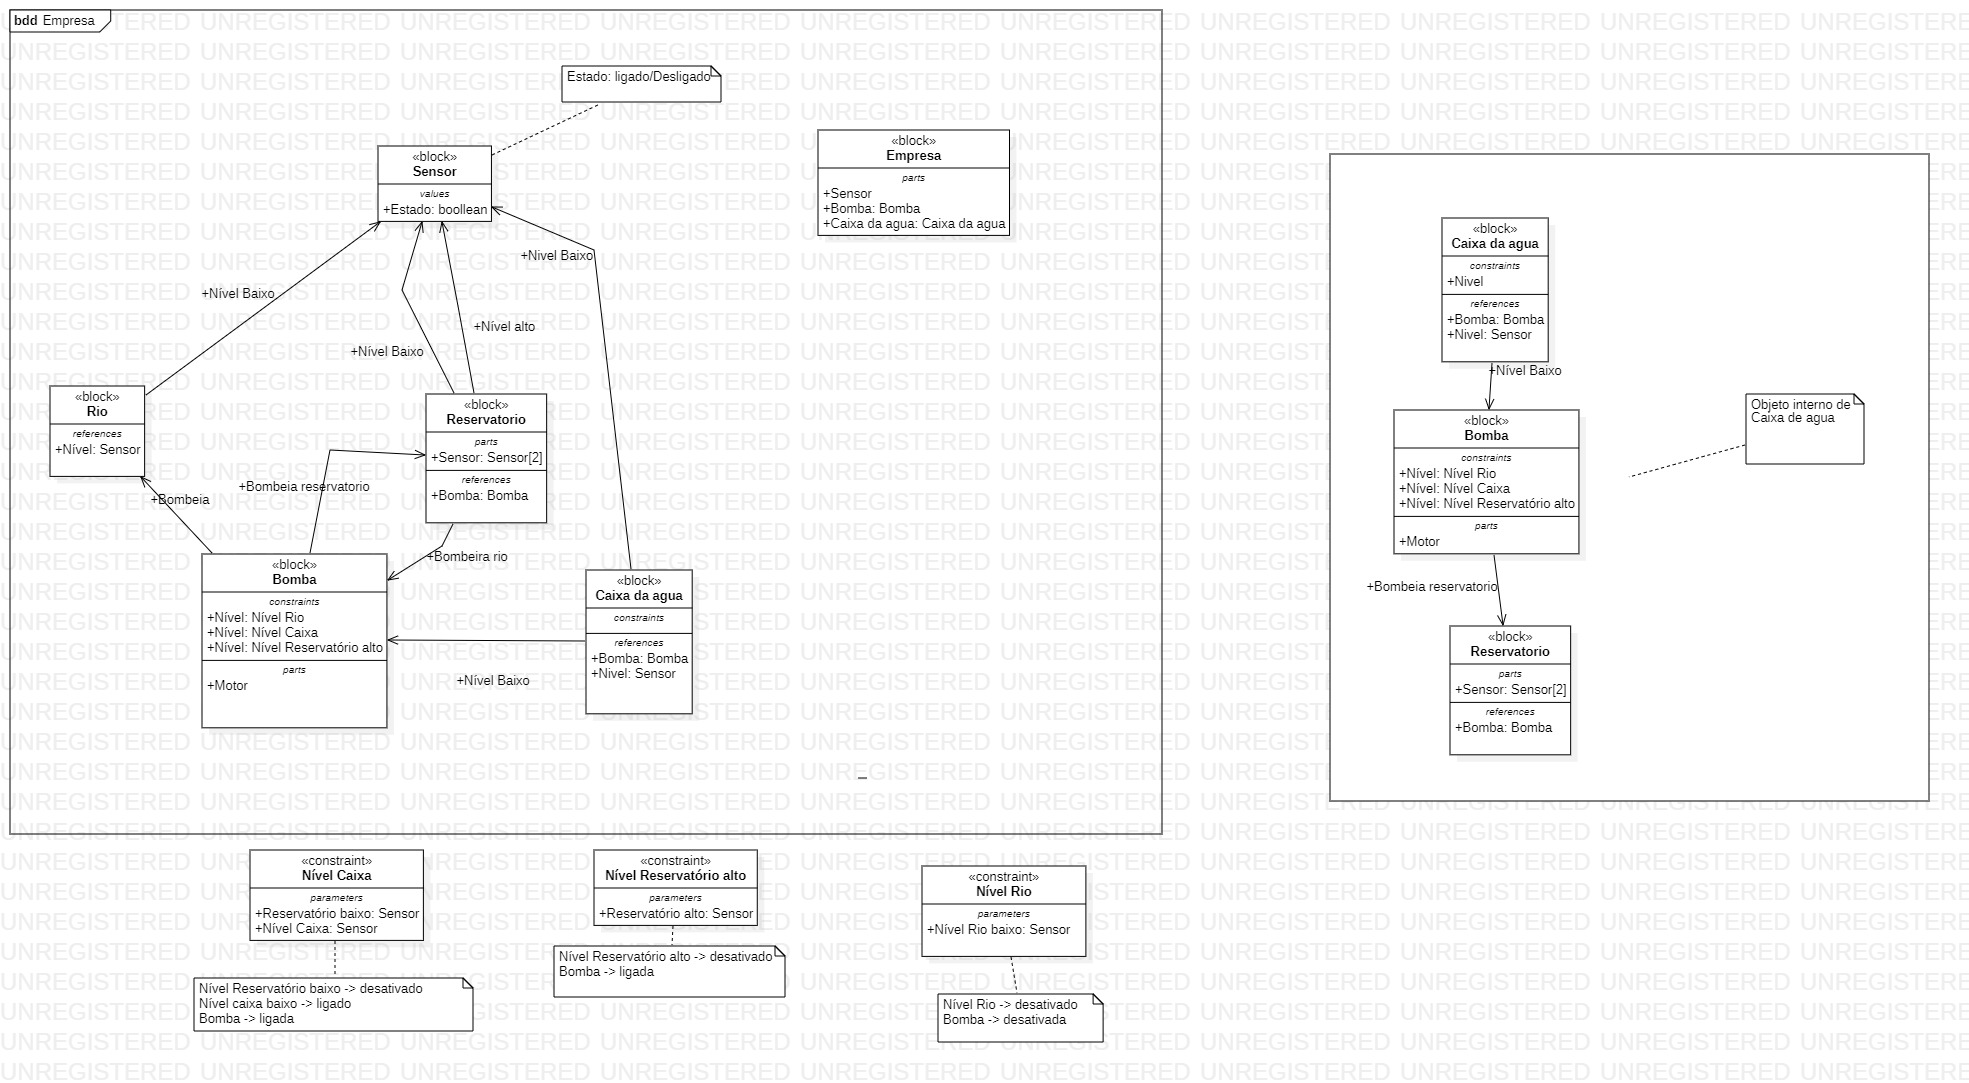 bdd Empresa
Estado: ligado/Desligado
«block»
Sensor
values
+Estado: boollean
«block»
Empresa
parts
+Sensor
+Bomba: Bomba
+Caixa da agua: Caixa da agua
+Nivel Baixo
+Nível Baixo
+Nível alto
+Nível Baixo
«block»
Rio
references
+Nível: Sensor
«block»
Reservatorio
parts
+Sensor: Sensor[2]
references
+Bomba: Bomba
+Bombeia reservatorio
+Bombeia
+Bombeira rio
«block»
Bomba
constraints
+Nível: Nível Rio
+Nível: Nível Caixa
+Nível: Nível Reservatório alto
parts
+Motor
«block»
Caixa da agua
constraints
references
+Bomba: Bomba
+Nivel: Sensor
+Nível Baixo
«block»
Caixa da agua
constraints
+Nivel
references
+Bomba: Bomba
+Nivel: Sensor
+Nível Baixo
«block»
Bomba
constraints
+Nível: Nível Rio
+Nível: Nível Caixa
+Nível: Nível Reservatório alto
parts
+Motor
Objeto interno de
Caixa de agua
+Bombeia reservatorio
«block»
Reservatorio
parts
+Sensor: Sensor[2]
references
+Bomba: Bomba
«constraint»
Nível Caixa
parameters
+Reservatório baixo: Sensor
+Nível Caixa: Sensor
Nível Reservatório baixo -> desativado
Nível caixa baixo -> ligado
Bomba -> ligada
«constraint»
Nível Reservatório alto
parameters
+Reservatório alto: Sensor
Nível Reservatório alto -> desativado
Bomba -> ligada
«constraint»
Nível Rio
parameters
+Nível Rio baixo: Sensor
Nível Rio -> desativado
Bomba -> desativada
UNREGISTERED